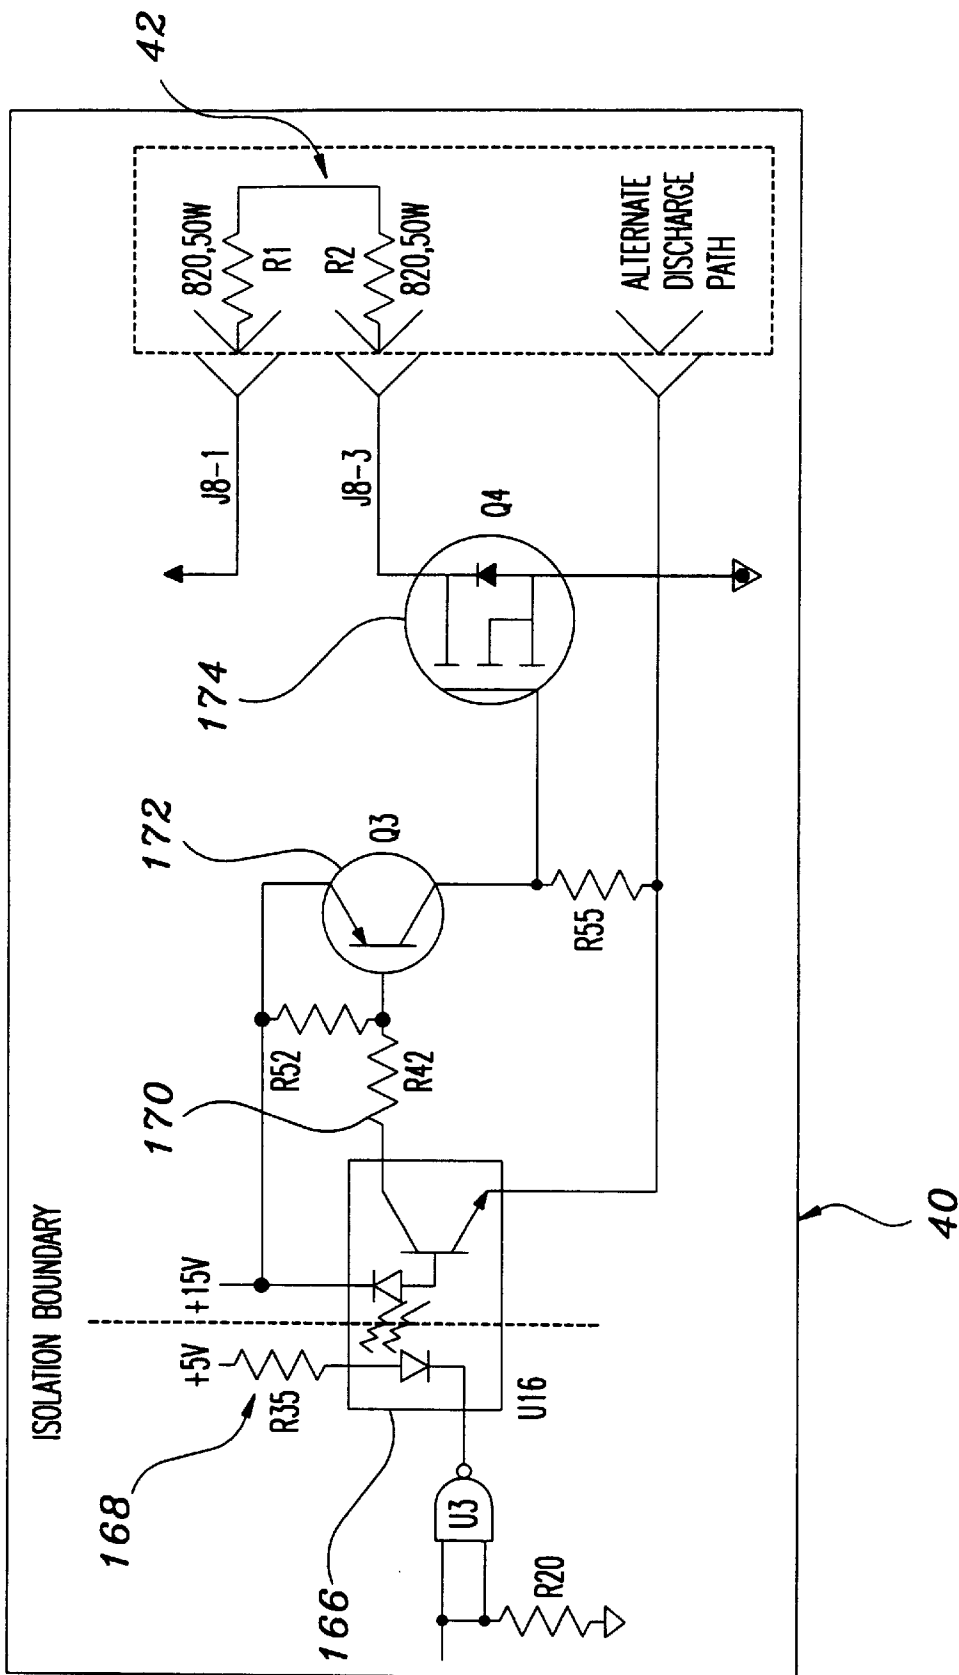 ISOLATION BOUNDARY
168
+5V
+15V
R35
166
U16
U3
R20
170
R52
R42
172
Q3
R55
174
Q4
J8-1
J8-3
42
820,50W
R1
R2
820,50W
ALTERNATE
DISCHARGE
PATH
40